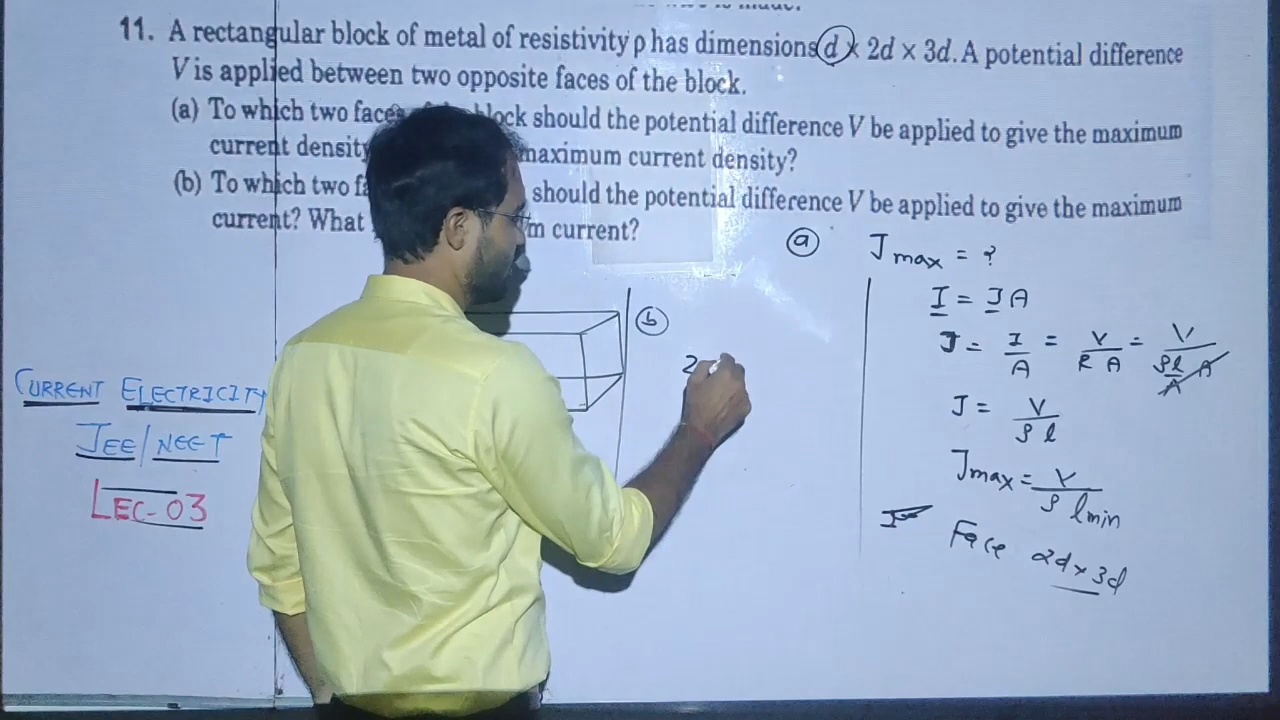 11. A rectangular block of metal of resistivity ρ has dimensions d × 2d × 3d. A potential difference
V is applied between two opposite faces of the block.
(a) To which two faces block should the potential difference V be applied to give the maximum
current density maximum current density?
(b) To which two should the potential difference V be applied to give the maximum
current? What current?
(a) Jmax = ?
I = JA
J = I/A = V/RA = V/(ρl/A A)
J = V/ρl
Jmax = V/ρlmin
Face 2d×3d
(b)
2
CURRENT ELECTRICITY
JEE/NEET
LEC-03